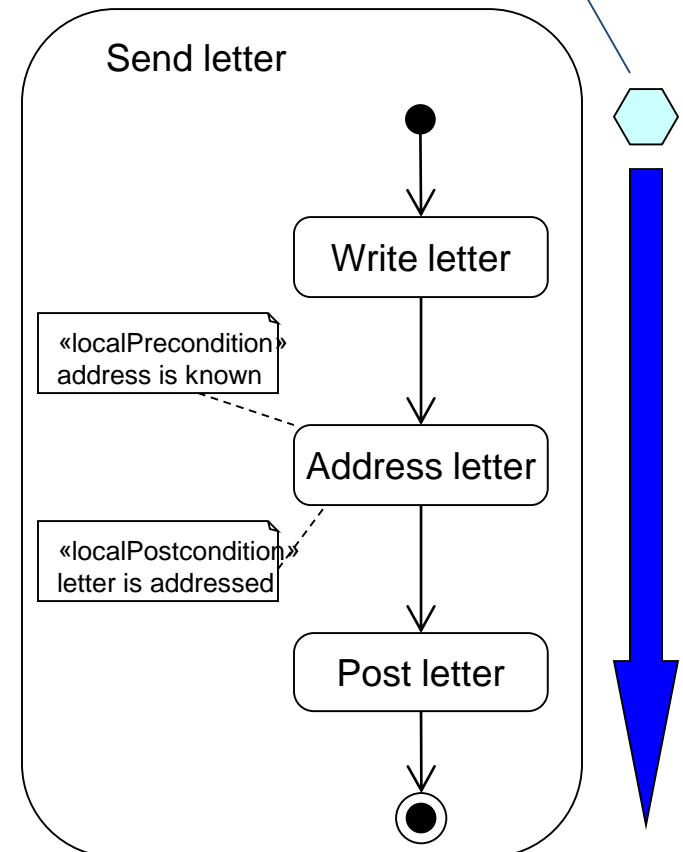 Send letter
Write letter
«localPrecondition»
address is known
Address letter
«localPostcondition»
letter is addressed
Post letter